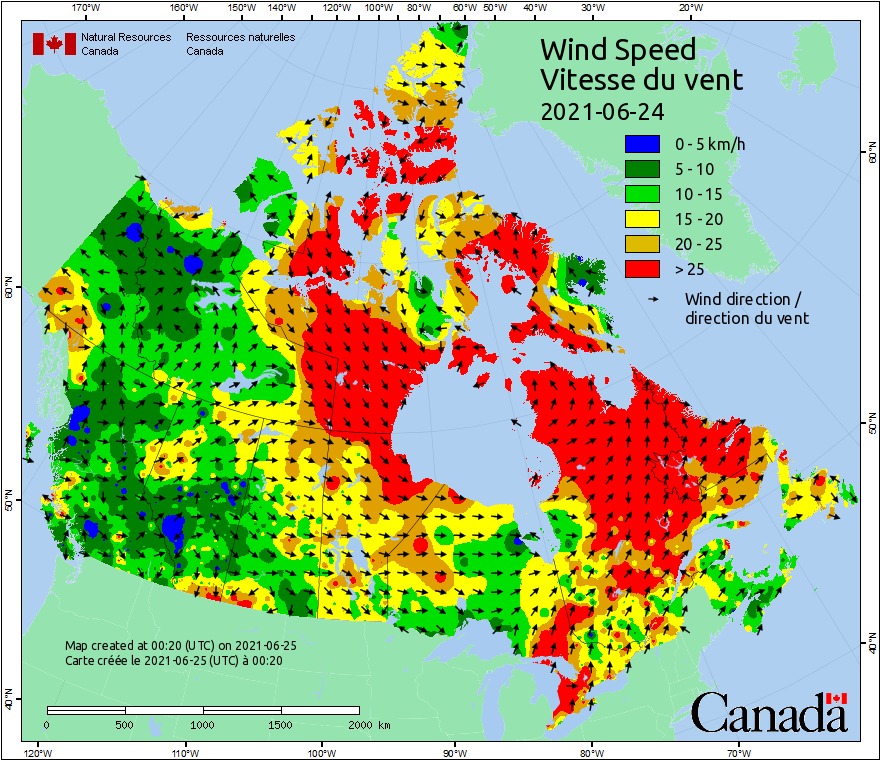 170°W 160°W 150°W 140°W 120°W 100°W 80°W 60°W 50°W 40°W 30°W 20°W
Natural Resources Ressources naturelles
Canada Canada
Wind Speed
Vitesse du vent
2021-06-24
0 - 5 km/h
5 - 10
10 - 15
15 - 20
20 - 25
> 25
Wind direction /
direction du vent
60°N
60°N
50°N
50°N
40°N
40°N
Map created at 00:20 (UTC) on 2021-06-25
Carte créée le 2021-06-25 (UTC) à 00:20
0 500 1000 1500 2000 km
Canada
120°W 110°W 100°W 90°W 80°W 70°W